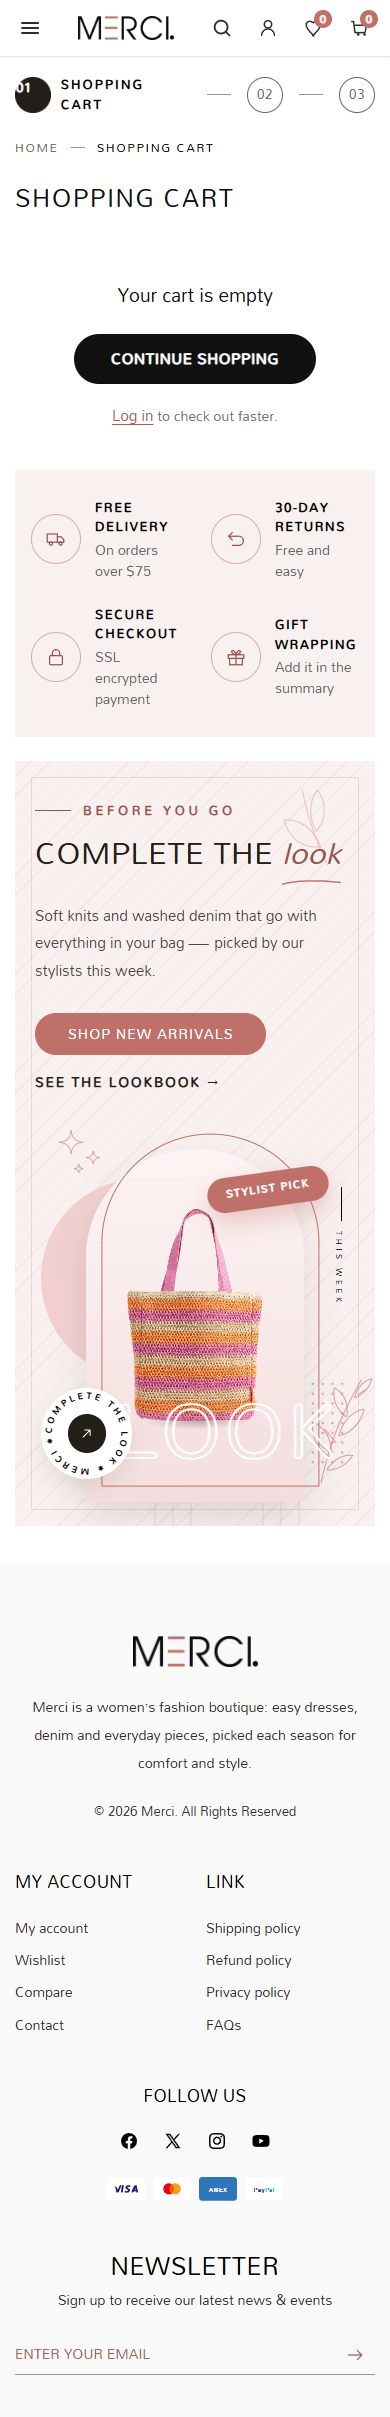 MERCI.
0
0
01
SHOPPING
CART
02
03
HOME — SHOPPING CART
SHOPPING CART
Your cart is empty
CONTINUE SHOPPING
Log in to check out faster.
FREE
DELIVERY
On orders
over $75
30-DAY
RETURNS
Free and
easy
SECURE
CHECKOUT
SSL
encrypted
payment
GIFT
WRAPPING
Add it in the
summary
BEFORE YOU GO
COMPLETE THE look
Soft knits and washed denim that go with
everything in your bag — picked by our
stylists this week.
SHOP NEW ARRIVALS
SEE THE LOOKBOOK →
STYLIST PICK
THIS WEEK
LOOK
COMPLETE THE LOOK * MERCI *
MERCI.
Merci is a women's fashion boutique: easy dresses,
denim and everyday pieces, picked each season for
comfort and style.
© 2026 Merci. All Rights Reserved
MY ACCOUNT
My account
Wishlist
Compare
Contact
LINK
Shipping policy
Refund policy
Privacy policy
FAQs
FOLLOW US
VISA
AMEX
PayPal
NEWSLETTER
Sign up to receive our latest news & events
ENTER YOUR EMAIL